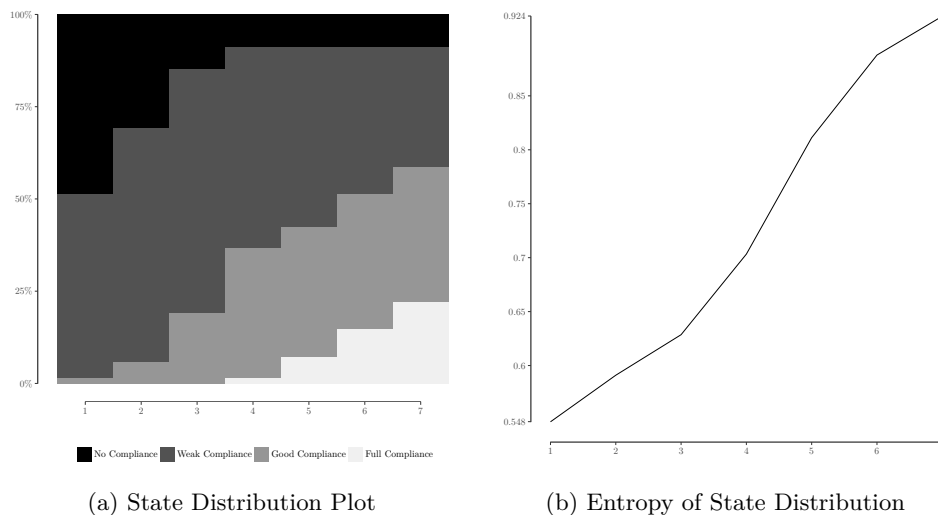 100%
75%
50%
25%
0%
1 2 3 4 5 6 7
No Compliance Weak Compliance Good Compliance Full Compliance
(a) State Distribution Plot
0.924
0.85
0.8
0.75
0.7
0.65
0.6
0.548
1 2 3 4 5 6
(b) Entropy of State Distribution